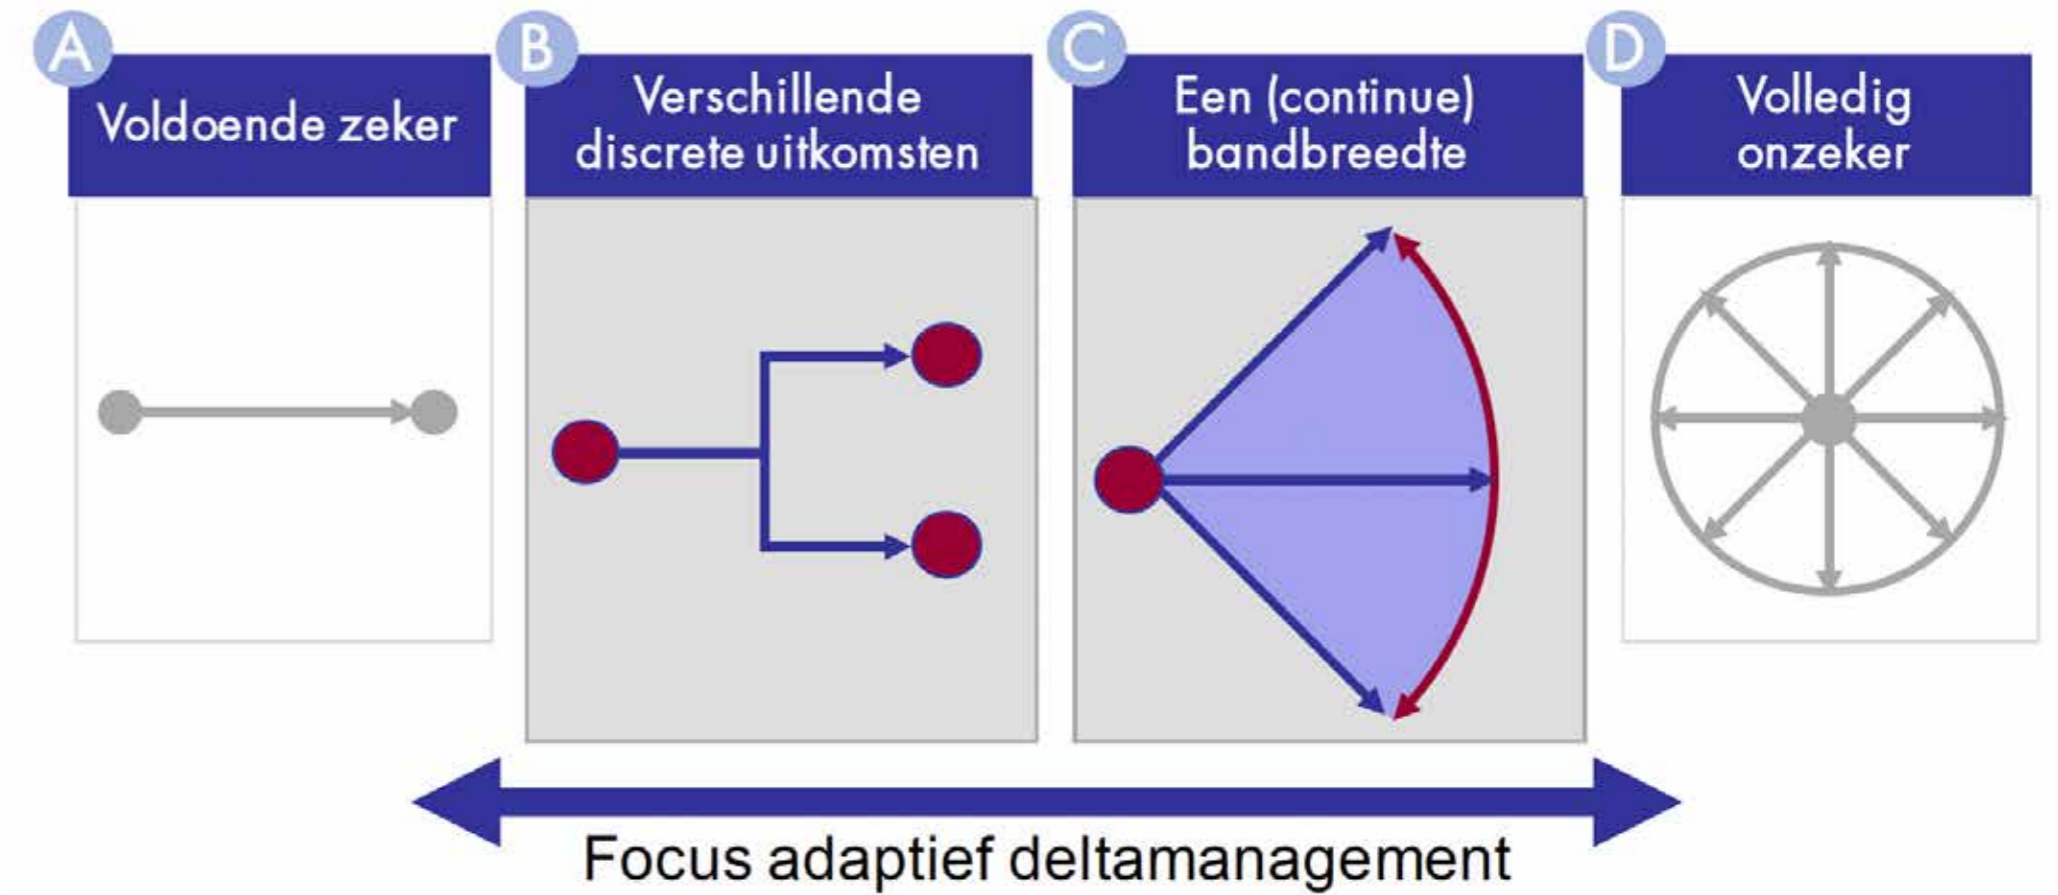 A
Voldoende zeker
B
Verschillende
discrete uitkomsten
C
Een (continue)
bandbreedte
D
Volledig
onzeker
Focus adaptief deltamanagement